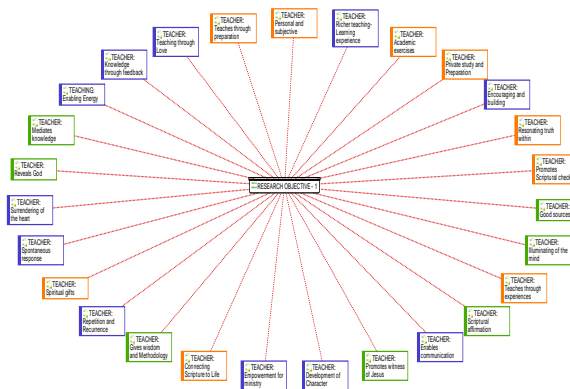 TEACHER:
Personal and
subjective
TEACHER:
Richer teaching-
Learning
experience
TEACHER:
Academic
exercises
TEACHER:
Private study and
Preparation
TEACHER:
Encouraging and
building
TEACHER:
Resonating truth
within
TEACHER:
Promotes
Scriptural check
TEACHER:
Good sources
TEACHER:
Illuminating of the
mind
TEACHER:
Teaches through
experiences
TEACHER:
Scriptural
affirmation
TEACHER:
Enables
communication
TEACHER:
Promotes witness
of Jesus
TEACHER:
Development of
Character
TEACHER:
Empowerment for
ministry
TEACHER:
Connecting
Scripture to Life
TEACHER:
Gives wisdom
and Methodology
TEACHER:
Repetition and
Recurrence
TEACHER:
Spiritual gifts
TEACHER:
Spontaneous
response
TEACHER:
Surrendering of
the heart
TEACHER:
Reveals God
TEACHER:
Mediates
knowledge
TEACHING:
Enabling Energy
TEACHER:
Knowledge
through feedback
TEACHER:
Teaching through
Love
TEACHER:
Teaches through
preparation
RESEARCH OBJECTIVE - 1